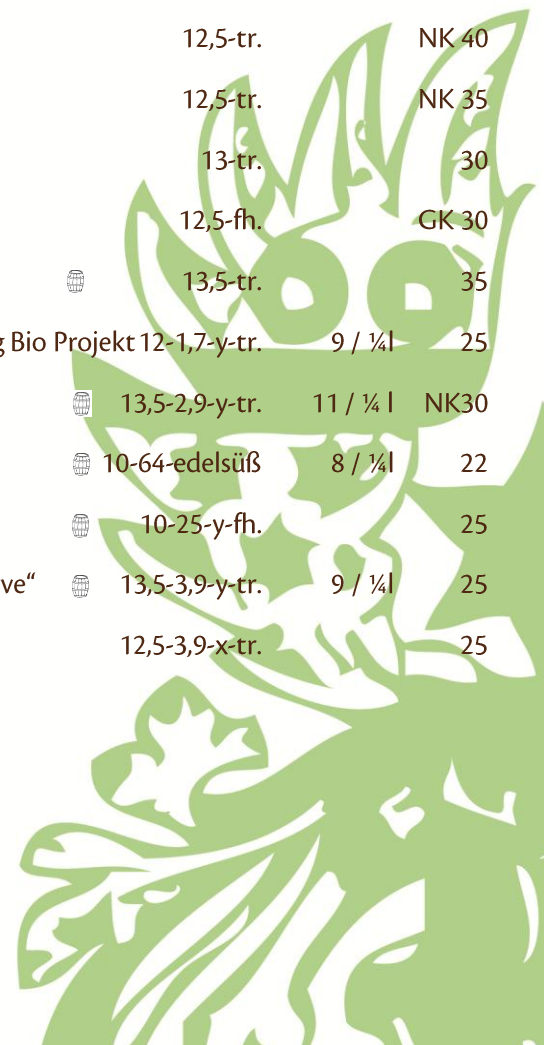 12,5-tr. NK 40
12,5-tr. NK 35
13-tr. 30
12,5-fh. GK 30
13,5-tr. 35
g Bio Projekt 12-1,7-y-tr. 9 / ¼l 25
13,5-2,9-y-tr. 11 / ¼ l NK30
10-64-edelsüß 8 / ¼l 22
10-25-y-fh. 25
ve“ 13,5-3,9-y-tr. 9 / ¼l 25
12,5-3,9-x-tr. 25